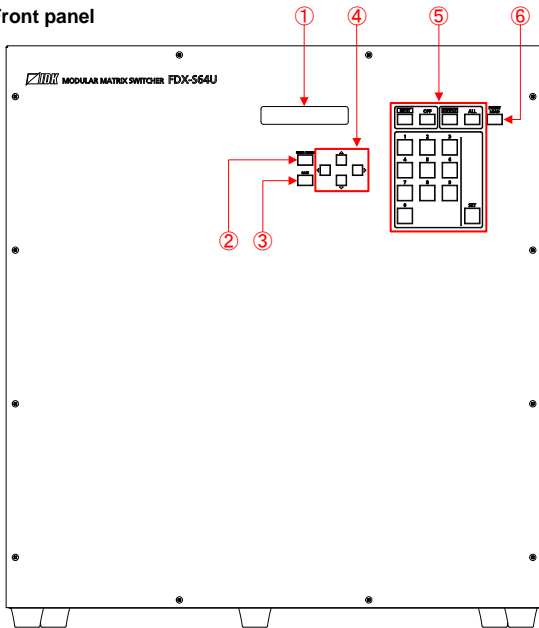 Front panel
① ④ ⑤ ⑥
IDK MODULAR MATRIX SWITCHER FDX-S64U
OFF ALL
1 2 3
4 5 6
7 8 9
SET
② ③